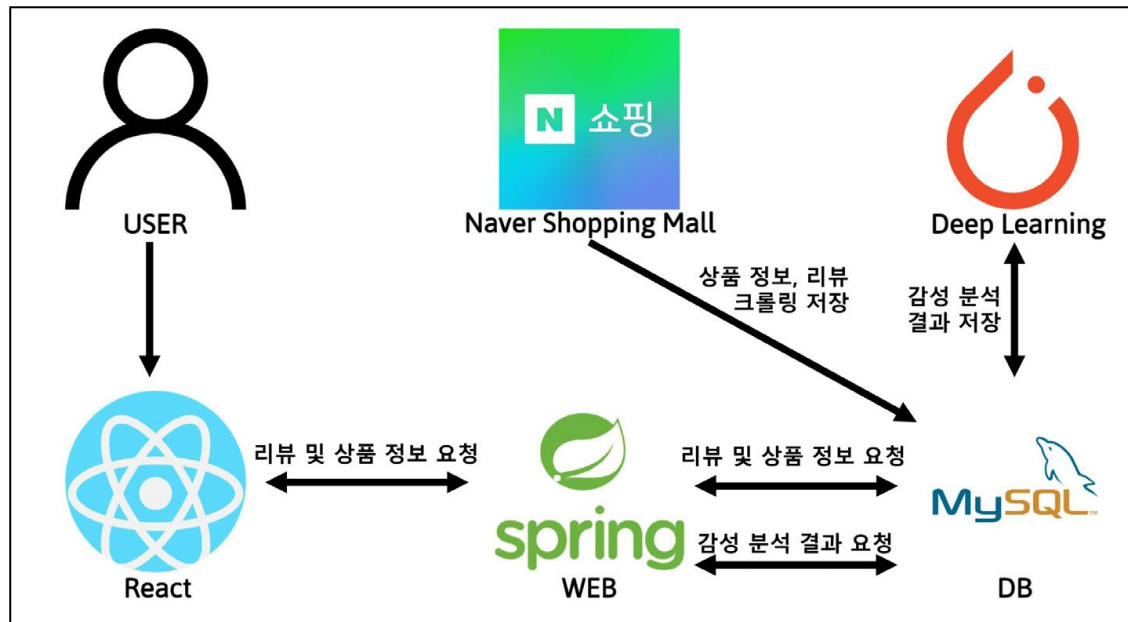 N 쇼핑
USER
Naver Shopping Mall
Deep Learning
상품 정보, 리뷰
크롤링 저장
감성 분석
결과 저장
리뷰 및 상품 정보 요청
리뷰 및 상품 정보 요청
MySQL™
spring
감성 분석 결과 요청
React
WEB
DB